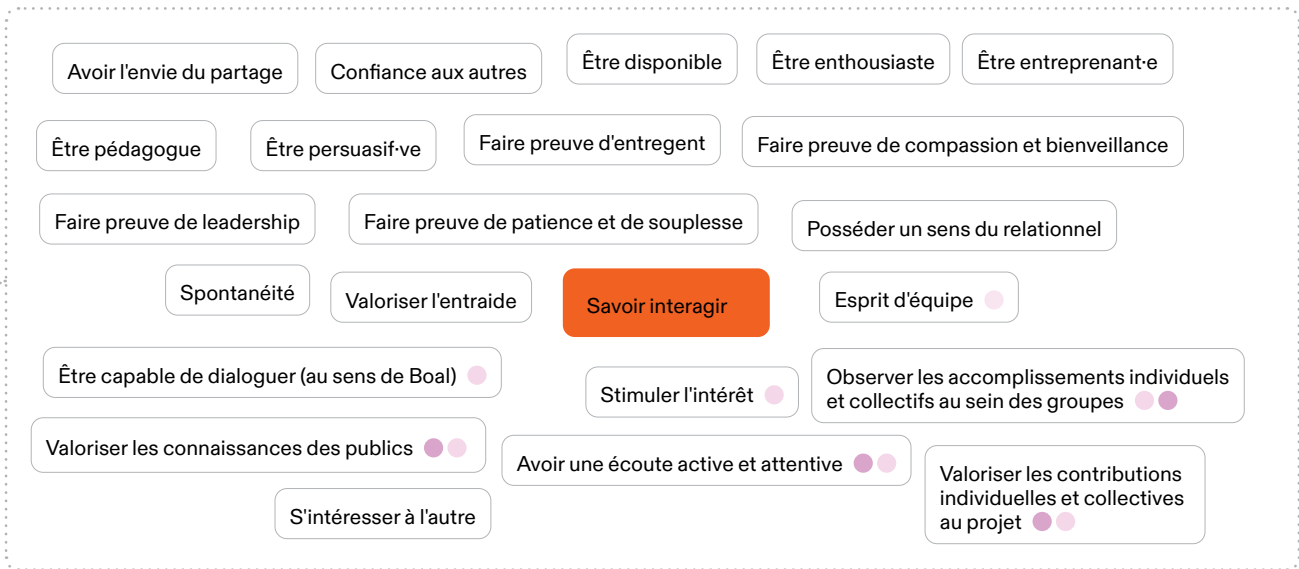 Avoir l'envie du partage
Confiance aux autres
Être disponible
Être enthousiaste
Être entreprenant·e
Être pédagogue
Être persuasif·ve
Faire preuve d'entregent
Faire preuve de compassion et bienveillance
Faire preuve de leadership
Faire preuve de patience et de souplesse
Posséder un sens du relationnel
Spontanéité
Valoriser l'entraide
Savoir interagir
Esprit d'équipe
Être capable de dialoguer (au sens de Boal)
Stimuler l'intérêt
Observer les accomplissements individuels
et collectifs au sein des groupes
Valoriser les connaissances des publics
Avoir une écoute active et attentive
Valoriser les contributions
individuelles et collectives
au projet
S'intéresser à l'autre